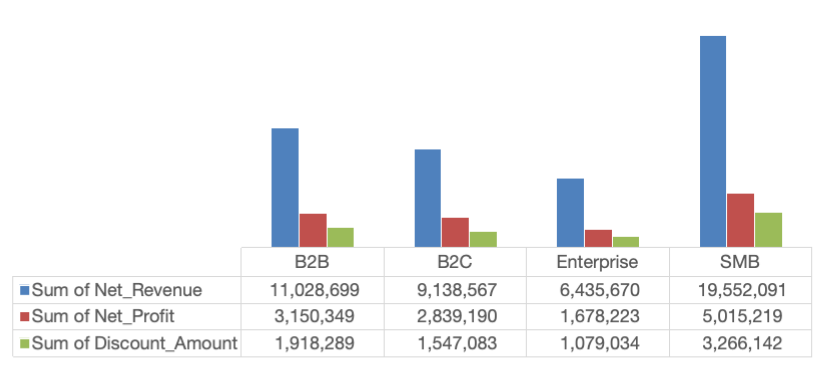 B2B B2C Enterprise SMB
Sum of Net_Revenue 11,028,699 9,138,567 6,435,670 19,552,091
Sum of Net_Profit 3,150,349 2,839,190 1,678,223 5,015,219
Sum of Discount_Amount 1,918,289 1,547,083 1,079,034 3,266,142